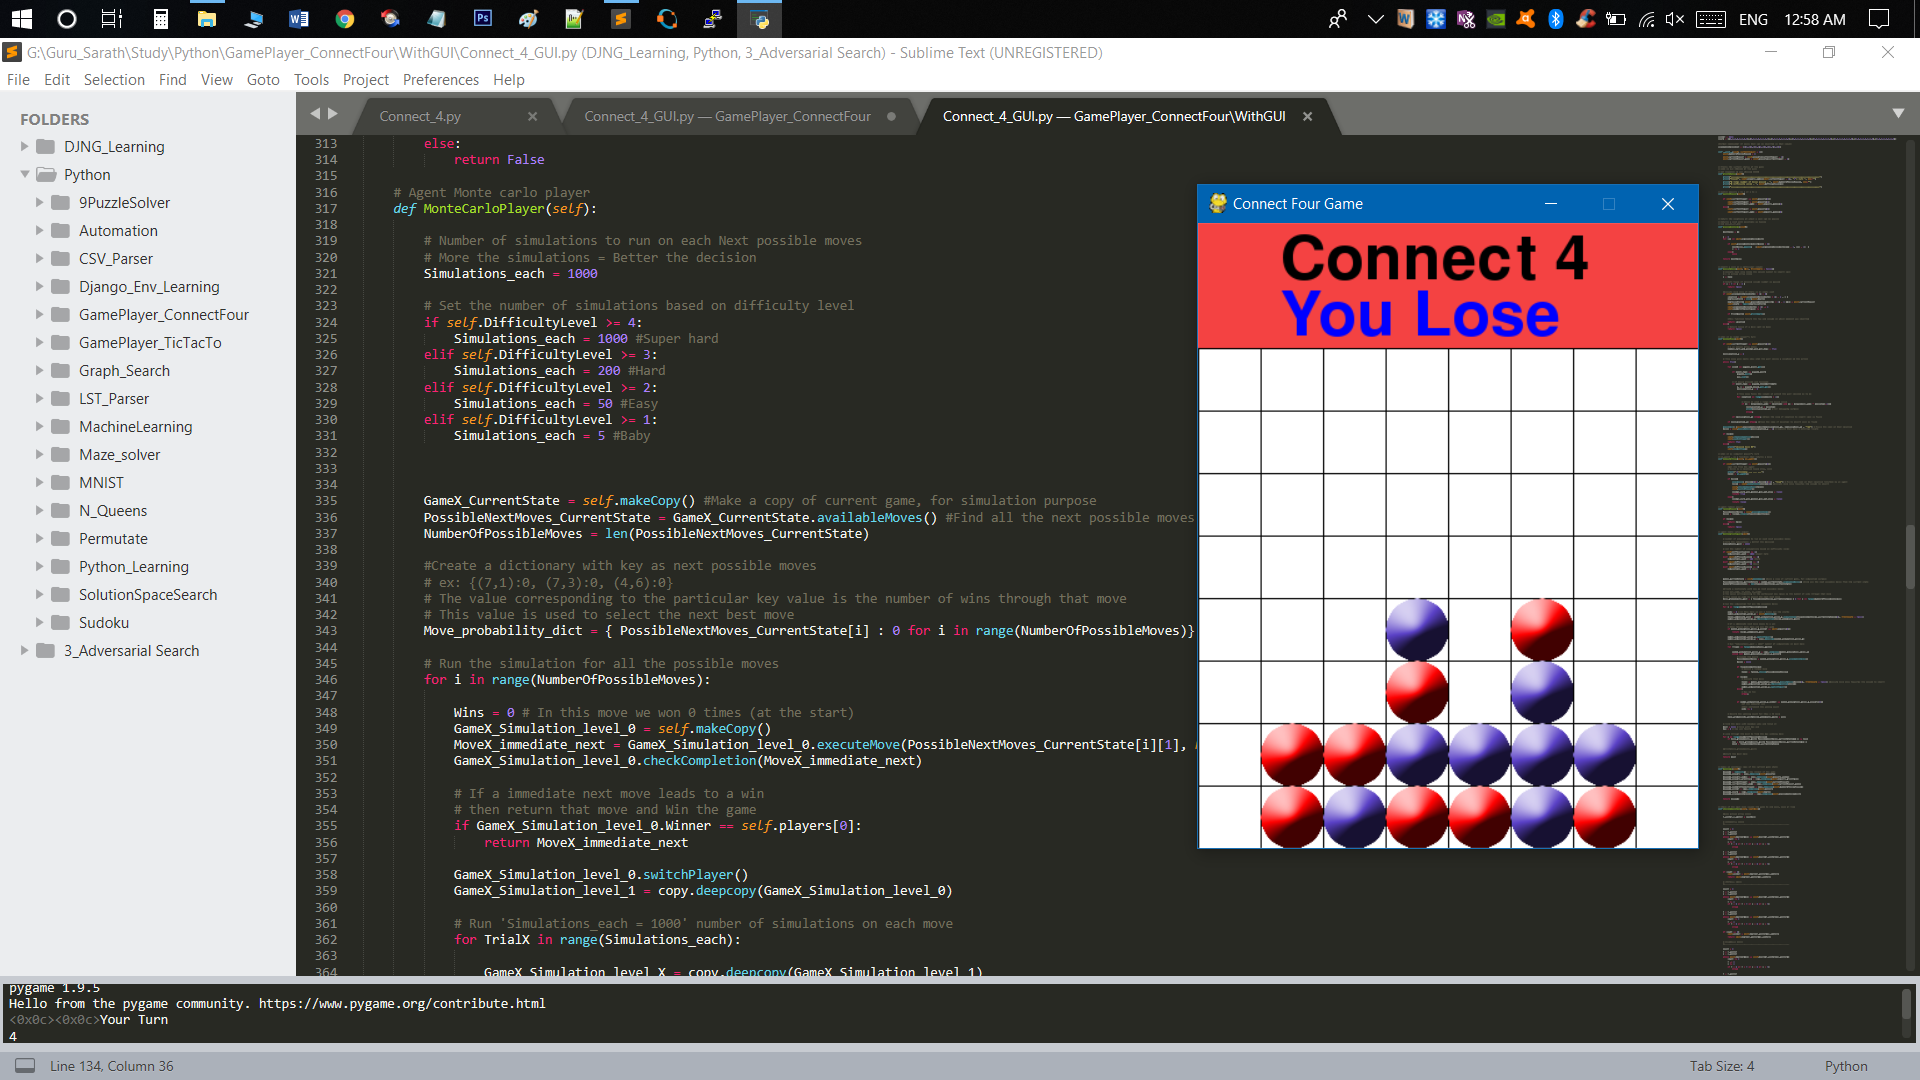 ENG
12:58 AM
G:\Guru_Sarath\Study\Python\GamePlayer_ConnectFour\WithGUI\Connect_4_GUI.py (DJNG_Learning, Python, 3_Adversarial Search) - Sublime Text (UNREGISTERED)
File Edit Selection Find View Goto Tools Project Preferences Help
FOLDERS
DJNG_Learning
Python
9PuzzleSolver
Automation
CSV_Parser
Django_Env_Learning
GamePlayer_ConnectFour
GamePlayer_TicTacTo
Graph_Search
LST_Parser
MachineLearning
Maze_solver
MNIST
N_Queens
Permutate
Python_Learning
SolutionSpaceSearch
Sudoku
3_Adversarial Search
Connect_4.py
Connect_4_GUI.py — GamePlayer_ConnectFour
Connect_4_GUI.py — GamePlayer_ConnectFour\WithGUI
313 else:
314 return False
315
316 # Agent Monte carlo player
317 def MonteCarloPlayer(self):
318
319 # Number of simulations to run on each Next possible moves
320 # More the simulations = Better the decision
321 Simulations_each = 1000
322
323 # Set the number of simulations based on difficulty level
324 if self.DifficultyLevel >= 4:
325 Simulations_each = 1000 #Super hard
326 elif self.DifficultyLevel >= 3:
327 Simulations_each = 200 #Hard
328 elif self.DifficultyLevel >= 2:
329 Simulations_each = 50 #Easy
330 elif self.DifficultyLevel >= 1:
331 Simulations_each = 5 #Baby
332
333
334
335 GameX_CurrentState = self.makeCopy() #Make a copy of current game, for simulation purpose
336 PossibleNextMoves_CurrentState = GameX_CurrentState.availableMoves() #Find all the next possible moves
337 NumberOfPossibleMoves = len(PossibleNextMoves_CurrentState)
338
339 #Create a dictionary with key as next possible moves
340 # ex: {(7,1):0, (7,3):0, (4,6):0}
341 # The value corresponding to the particular key value is the number of wins through that move
342 # This value is used to select the next best move
343 Move_probability_dict = { PossibleNextMoves_CurrentState[i] : 0 for i in range(NumberOfPossibleMoves)}
344
345 # Run the simulation for all the possible moves
346 for i in range(NumberOfPossibleMoves):
347
348 Wins = 0 # In this move we won 0 times (at the start)
349 GameX_Simulation_level_0 = self.makeCopy()
350 MoveX_immediate_next = GameX_Simulation_level_0.executeMove(PossibleNextMoves_CurrentState[i][1],
351 GameX_Simulation_level_0.checkCompletion(MoveX_immediate_next)
352
353 # If a immediate next move leads to a win
354 # then return that move and Win the game
355 if GameX_Simulation_level_0.Winner == self.players[0]:
356 return MoveX_immediate_next
357
358 GameX_Simulation_level_0.switchPlayer()
359 GameX_Simulation_level_1 = copy.deepcopy(GameX_Simulation_level_0)
360
361 # Run 'Simulations_each = 1000' number of simulations on each move
362 for TrialX in range(Simulations_each):
363
364 GameX_Simulation_level_X = copy.deepcopy(GameX_Simulation_level_1)
Connect Four Game
Connect 4
You Lose
pygame 1.9.5
Hello from the pygame community. https://www.pygame.org/contribute.html
<0x0c><0x0c>Your Turn
4
Line 134, Column 36
Tab Size: 4
Python